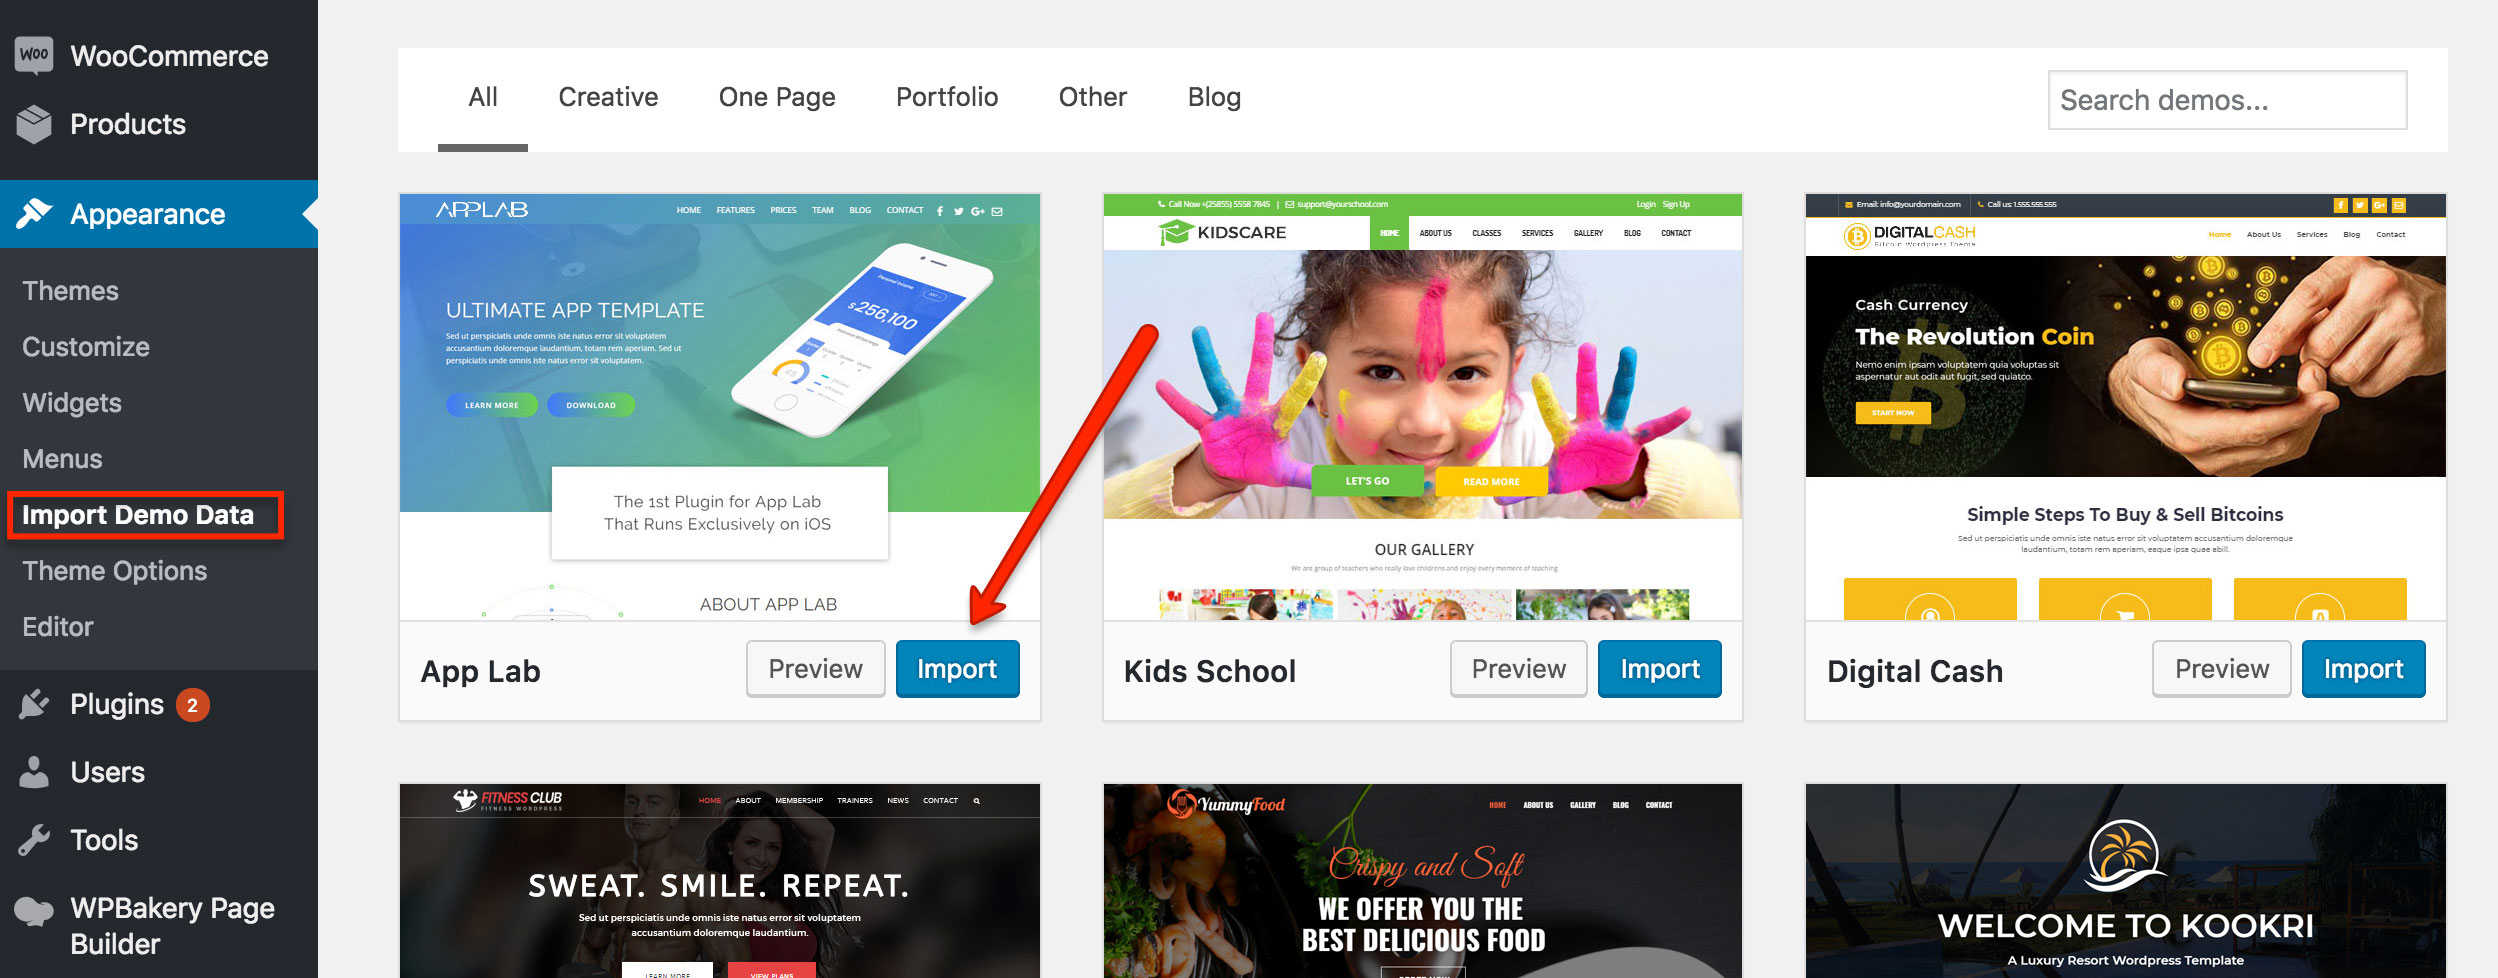 WOO WooCommerce
Products
Appearance
Themes
Customize
Widgets
Menus
Import Demo Data
Theme Options
Editor
Plugins 2
Users
Tools
WPBakery Page
Builder
All Creative One Page Portfolio Other Blog
Search demos...
APPLAB HOME FEATURES PRICES TEAM BLOG CONTACT
ULTIMATE APP TEMPLATE
Sed ut perspiciatis unde omnis iste natus error sit voluptatem
accusantium doloremque laudantium, totam rem aperiam. Sed ut
perspiciatis unde omnis iste natus error sit voluptatem.
LEARN MORE DOWNLOAD
Personal Income
$256,100
The 1st Plugin for App Lab
That Runs Exclusively on iOS
ABOUT APP LAB
App Lab Preview Import
Call Now +(25855) 5558 7845 | support@yourschool.com Login Sign Up
KIDSCARE HOME ABOUT US CLASSES SERVICES GALLERY BLOG CONTACT
LET'S GO READ MORE
OUR GALLERY
We are group of teachers who really love childrens and enjoy every moment of teaching
Kids School Preview Import
Email: info@yourdomain.com Call us: 1.555.555.555
DIGITALCASH Home About Us Services Blog Contact
Bitcoin Wordpress Theme
Cash Currency
The Revolution Coin
Nemo enim ipsam voluptatem quia voluptas sit
aspernatur aut odit aut fugit, sed quiatco.
START NOW
Simple Steps To Buy & Sell Bitcoins
Sed ut perspiciatis unde omnis iste natus error sit voluptatem accusantium doloremque
laudantium, totam rem aperiam, eaque ipsa quae abill.
Digital Cash Preview Import
FITNESS CLUB HOME ABOUT MEMBERSHIP TRAINERS NEWS CONTACT
FITNESS WORDPRESS
SWEAT. SMILE. REPEAT.
Sed ut perspiciatis unde omnis iste natus error sit voluptatem
accusantium doloremque laudantium.
LEARN MORE VIEW PLANS
YummyFood HOME ABOUT US GALLERY BLOG CONTACT
Crispy and Soft
WE OFFER YOU THE
BEST DELICIOUS FOOD
ORDER NOW
WELCOME TO KOOKRI
A Luxury Resort Wordpress Template